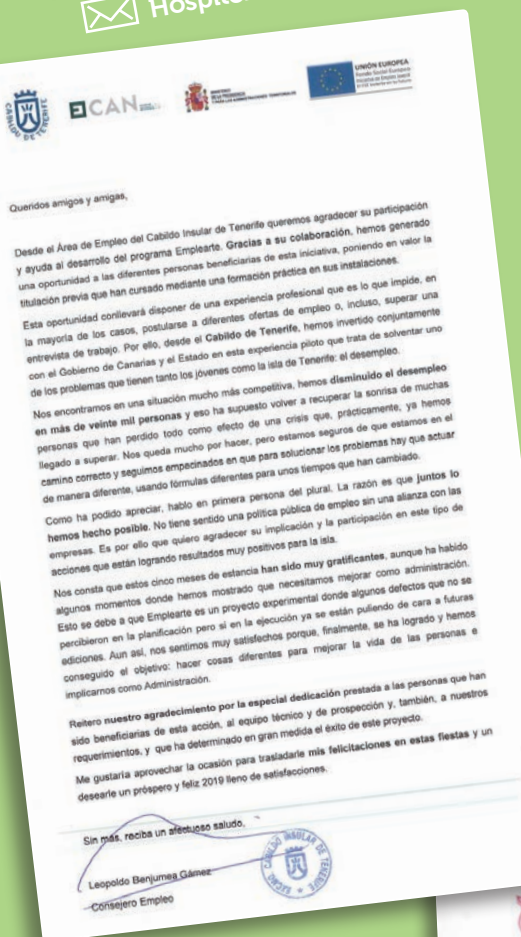 Hospital
CABILDO DE TENERIFE
ECAN
MINISTERIO
UNIÓN EUROPEA
Fondo Social Europeo
Queridos amigos y amigas,
Desde el Área de Empleo del Cabildo Insular de Tenerife queremos agradecer su participación
y ayuda al desarrollo del programa Emplearte. Gracias a su colaboración, hemos generado
una oportunidad a las diferentes personas beneficiarias de esta iniciativa, poniendo en valor la
titulación previa que han cursado mediante una formación práctica en sus instalaciones.
Esta oportunidad conllevará disponer de una experiencia profesional que es lo que impide, en
la mayoría de los casos, postularse a diferentes ofertas de empleo o, incluso, superar una
entrevista de trabajo. Por ello, desde el Cabildo de Tenerife, hemos invertido conjuntamente
con el Gobierno de Canarias y el Estado en esta experiencia piloto que trata de solventar uno
de los problemas que tienen tanto los jóvenes como la isla de Tenerife: el desempleo.
Nos encontramos en una situación mucho más competitiva, hemos disminuido el desempleo
en más de veinte mil personas y eso ha supuesto volver a recuperar la sonrisa de muchas
personas que han perdido todo como efecto de una crisis que, prácticamente, ya hemos
llegado a superar. Nos queda mucho por hacer, pero estamos seguros de que estamos en el
camino correcto y seguimos empecinados en que para solucionar los problemas hay que actuar
de manera diferente, usando fórmulas diferentes para unos tiempos que han cambiado.
Como ha podido apreciar, hablo en primera persona del plural. La razón es que juntos lo
hemos hecho posible. No tiene sentido una política pública de empleo sin una alianza con las
empresas. Es por ello que quiero agradecer su implicación y la participación en este tipo de
acciones que están logrando resultados muy positivos para la isla.
Nos consta que estos cinco meses de estancia han sido muy gratificantes, aunque ha habido
algunos momentos donde hemos mostrado que necesitamos mejorar como administración.
Esto se debe a que Emplearte es un proyecto experimental donde algunos defectos que no se
percibieron en la planificación pero si en la ejecución ya se están puliendo de cara a futuras
ediciones. Aun así, nos sentimos muy satisfechos porque, finalmente, se ha logrado y hemos
conseguido el objetivo: hacer cosas diferentes para mejorar la vida de las personas e
implicarnos como Administración.
Reitero nuestro agradecimiento por la especial dedicación prestada a las personas que han
sido beneficiarias de esta acción, al equipo técnico y de prospección y, también, a nuestros
requerimientos, y que ha determinado en gran medida el éxito de este proyecto.
Me gustaría aprovechar la ocasión para trasladarle mis felicitaciones en estas fiestas y un
desearle un próspero y feliz 2019 lleno de satisfacciones.
Sin más, reciba un afectuoso saludo,
Leopoldo Benjumea Gámez
Consejero Empleo
EXCMO CABILDO INSULAR DE TENERIFE